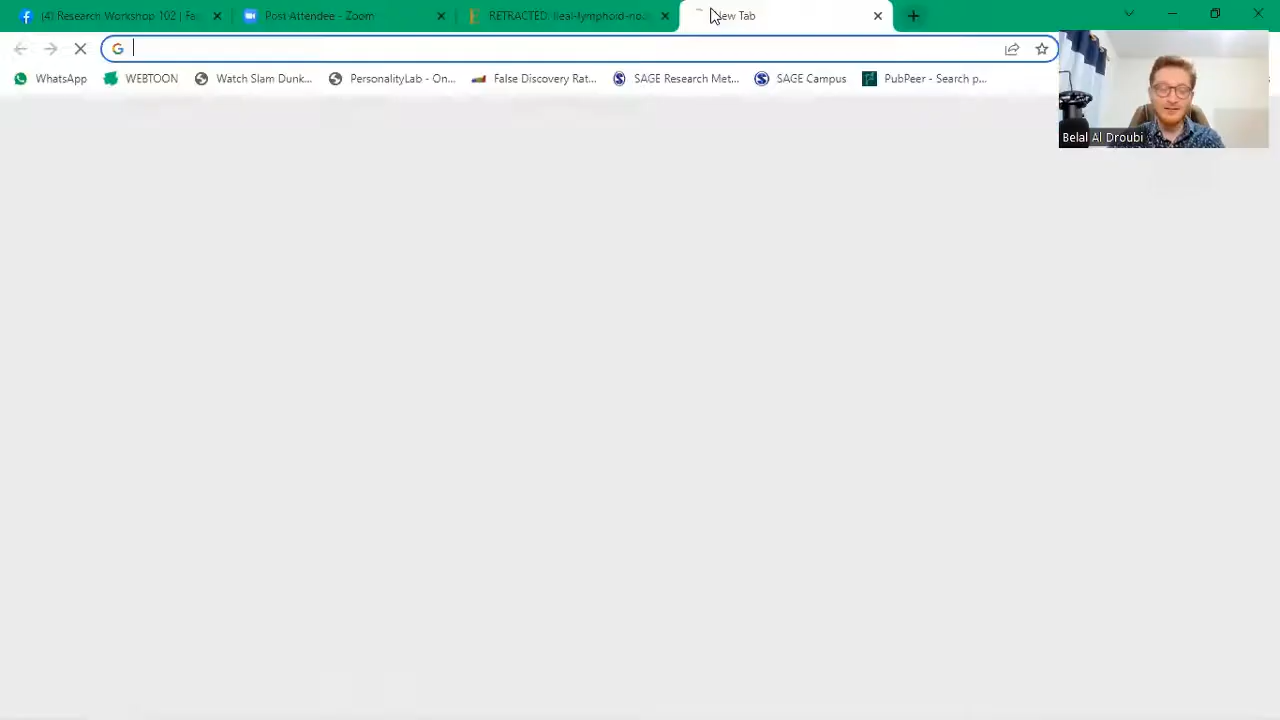 (4) Research Workshop 102 | Fa
Post Attendee - Zoom
RETRACTED: Ileal-lymphoid-no
New Tab
WhatsApp
WEBTOON
Watch Slam Dunk...
PersonalityLab - On...
False Discovery Rat...
SAGE Research Met...
SAGE Campus
PubPeer - Search p...
Belal Al Droubi